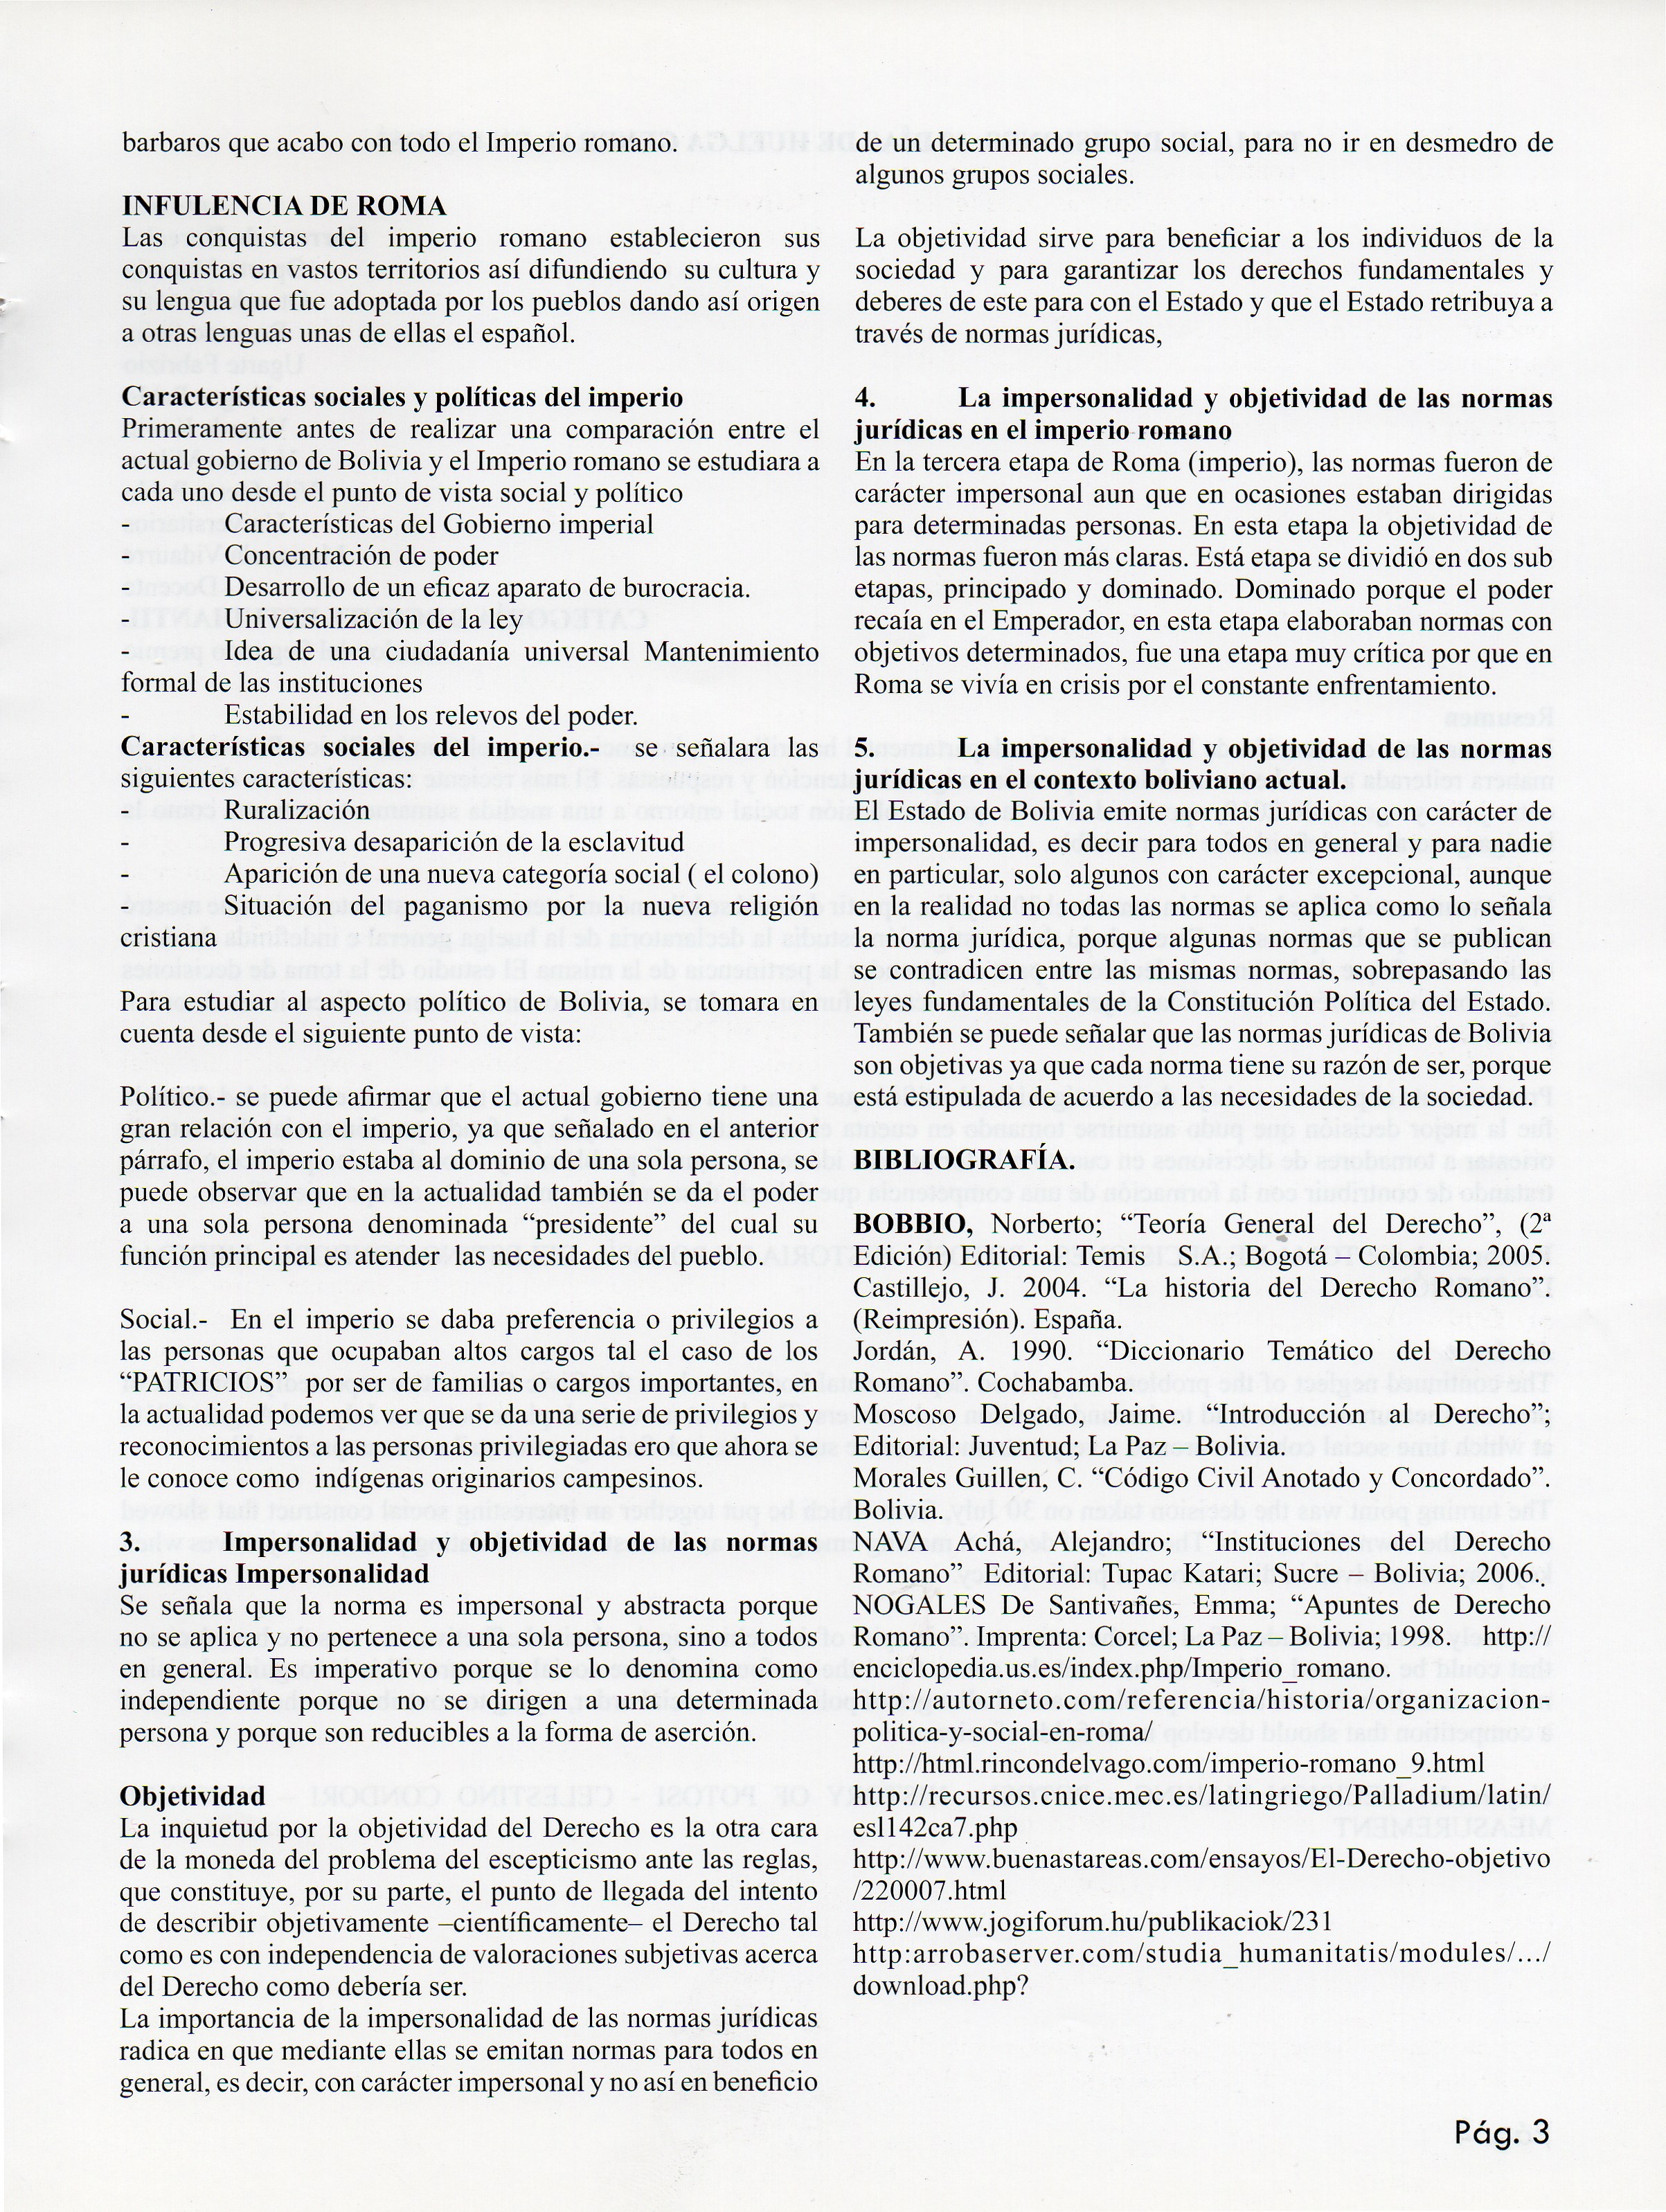 barbaros que acabo con todo el Imperio romano.
INFULENCIA DE ROMA
Las conquistas del imperio romano establecieron sus
conquistas en vastos territorios así difundiendo su cultura y
su lengua que fue adoptada por los pueblos dando así origen
a otras lenguas unas de ellas el español.
Características sociales y políticas del imperio
Primeramente antes de realizar una comparación entre el
actual gobierno de Bolivia y el Imperio romano se estudiara a
cada uno desde el punto de vista social y político
- Características del Gobierno imperial
- Concentración de poder
- Desarrollo de un eficaz aparato de burocracia.
- Universalización de la ley
- Idea de una ciudadanía universal Mantenimiento
formal de las instituciones
- Estabilidad en los relevos del poder.
Características sociales del imperio.- se señalara las
siguientes características:
- Ruralización
- Progresiva desaparición de la esclavitud
- Aparición de una nueva categoría social ( el colono)
- Situación del paganismo por la nueva religión
cristiana
Para estudiar al aspecto político de Bolivia, se tomara en
cuenta desde el siguiente punto de vista:
Político.- se puede afirmar que el actual gobierno tiene una
gran relación con el imperio, ya que señalado en el anterior
párrafo, el imperio estaba al dominio de una sola persona, se
puede observar que en la actualidad también se da el poder
a una sola persona denominada “presidente” del cual su
función principal es atender las necesidades del pueblo.
Social.- En el imperio se daba preferencia o privilegios a
las personas que ocupaban altos cargos tal el caso de los
“PATRICIOS” por ser de familias o cargos importantes, en
la actualidad podemos ver que se da una serie de privilegios y
reconocimientos a las personas privilegiadas ero que ahora se
le conoce como indígenas originarios campesinos.
3. Impersonalidad y objetividad de las normas
jurídicas Impersonalidad
Se señala que la norma es impersonal y abstracta porque
no se aplica y no pertenece a una sola persona, sino a todos
en general. Es imperativo porque se lo denomina como
independiente porque no se dirigen a una determinada
persona y porque son reducibles a la forma de aserción.
Objetividad
La inquietud por la objetividad del Derecho es la otra cara
de la moneda del problema del escepticismo ante las reglas,
que constituye, por su parte, el punto de llegada del intento
de describir objetivamente –científicamente– el Derecho tal
como es con independencia de valoraciones subjetivas acerca
del Derecho como debería ser.
La importancia de la impersonalidad de las normas jurídicas
radica en que mediante ellas se emitan normas para todos en
general, es decir, con carácter impersonal y no así en beneficio
de un determinado grupo social, para no ir en desmedro de
algunos grupos sociales.
La objetividad sirve para beneficiar a los individuos de la
sociedad y para garantizar los derechos fundamentales y
deberes de este para con el Estado y que el Estado retribuya a
través de normas jurídicas,
4. La impersonalidad y objetividad de las normas
jurídicas en el imperio romano
En la tercera etapa de Roma (imperio), las normas fueron de
carácter impersonal aun que en ocasiones estaban dirigidas
para determinadas personas. En esta etapa la objetividad de
las normas fueron más claras. Está etapa se dividió en dos sub
etapas, principado y dominado. Dominado porque el poder
recaía en el Emperador, en esta etapa elaboraban normas con
objetivos determinados, fue una etapa muy crítica por que en
Roma se vivía en crisis por el constante enfrentamiento.
5. La impersonalidad y objetividad de las normas
jurídicas en el contexto boliviano actual.
El Estado de Bolivia emite normas jurídicas con carácter de
impersonalidad, es decir para todos en general y para nadie
en particular, solo algunos con carácter excepcional, aunque
en la realidad no todas las normas se aplica como lo señala
la norma jurídica, porque algunas normas que se publican
se contradicen entre las mismas normas, sobrepasando las
leyes fundamentales de la Constitución Política del Estado.
También se puede señalar que las normas jurídicas de Bolivia
son objetivas ya que cada norma tiene su razón de ser, porque
está estipulada de acuerdo a las necesidades de la sociedad.
BIBLIOGRAFÍA.
BOBBIO, Norberto; “Teoría General del Derecho”, (2ª
Edición) Editorial: Temis S.A.; Bogotá – Colombia; 2005.
Castillejo, J. 2004. “La historia del Derecho Romano”.
(Reimpresión). España.
Jordán, A. 1990. “Diccionario Temático del Derecho
Romano”. Cochabamba.
Moscoso Delgado, Jaime. “Introducción al Derecho”;
Editorial: Juventud; La Paz – Bolivia.
Morales Guillen, C. “Código Civil Anotado y Concordado”.
Bolivia.
NAVA Achá, Alejandro; “Instituciones del Derecho
Romano” Editorial: Tupac Katari; Sucre – Bolivia; 2006..
NOGALES De Santivañes, Emma; “Apuntes de Derecho
Romano” Imprenta: Corcel; La Paz – Bolivia; 1998. http://
enciclopedia.us.es/index.php/Imperio_romano.
http://autorneto.com/referencia/historia/organizacion-
politica-y-social-en-roma/
http://html.rincondelvago.com/imperio-romano_9.html
http://recursos.cnice.mec.es/latingriego/Palladium/latin/
esl142ca7.php
http://www.buenastareas.com/ensayos/El-Derecho-objetivo
/220007.html
http://www.jogiforum.hu/publikaciok/231
http:arrobaserver.com/studia_humanitatis/modules/.../
download.php?
Pág. 3